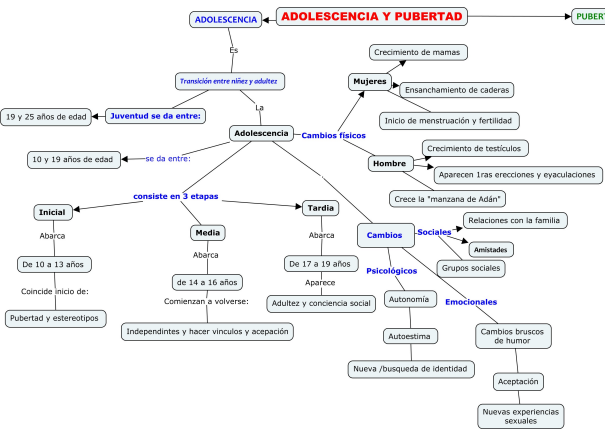 ADOLESCENCIA Y PUBERTAD
ADOLESCENCIA
PUBERT
Es
Transición entre niñez y adultez
La
Juventud se da entre:
19 y 25 años de edad
Adolescencia
se da entre:
10 y 19 años de edad
Cambios físicos
Mujeres
Crecimiento de mamas
Ensanchamiento de caderas
Inicio de menstruación y fertilidad
Hombre
Crecimiento de testículos
Aparecen 1ras erecciones y eyaculaciones
Crece la "manzana de Adán"
consiste en 3 etapas
Inicial
Abarca
De 10 a 13 años
Coincide inicio de:
Pubertad y estereotipos
Media
Abarca
de 14 a 16 años
Comienzan a volverse:
Independintes y hacer vinculos y acepación
Tardia
Abarca
De 17 a 19 años
Aparece
Adultez y conciencia social
Cambios
Sociales
Relaciones con la familia
Amistades
Grupos sociales
Psicológicos
Autonomía
Autoestima
Nueva /busqueda de identidad
Emocionales
Cambios bruscos
de humor
Aceptación
Nuevas experiencias
sexuales